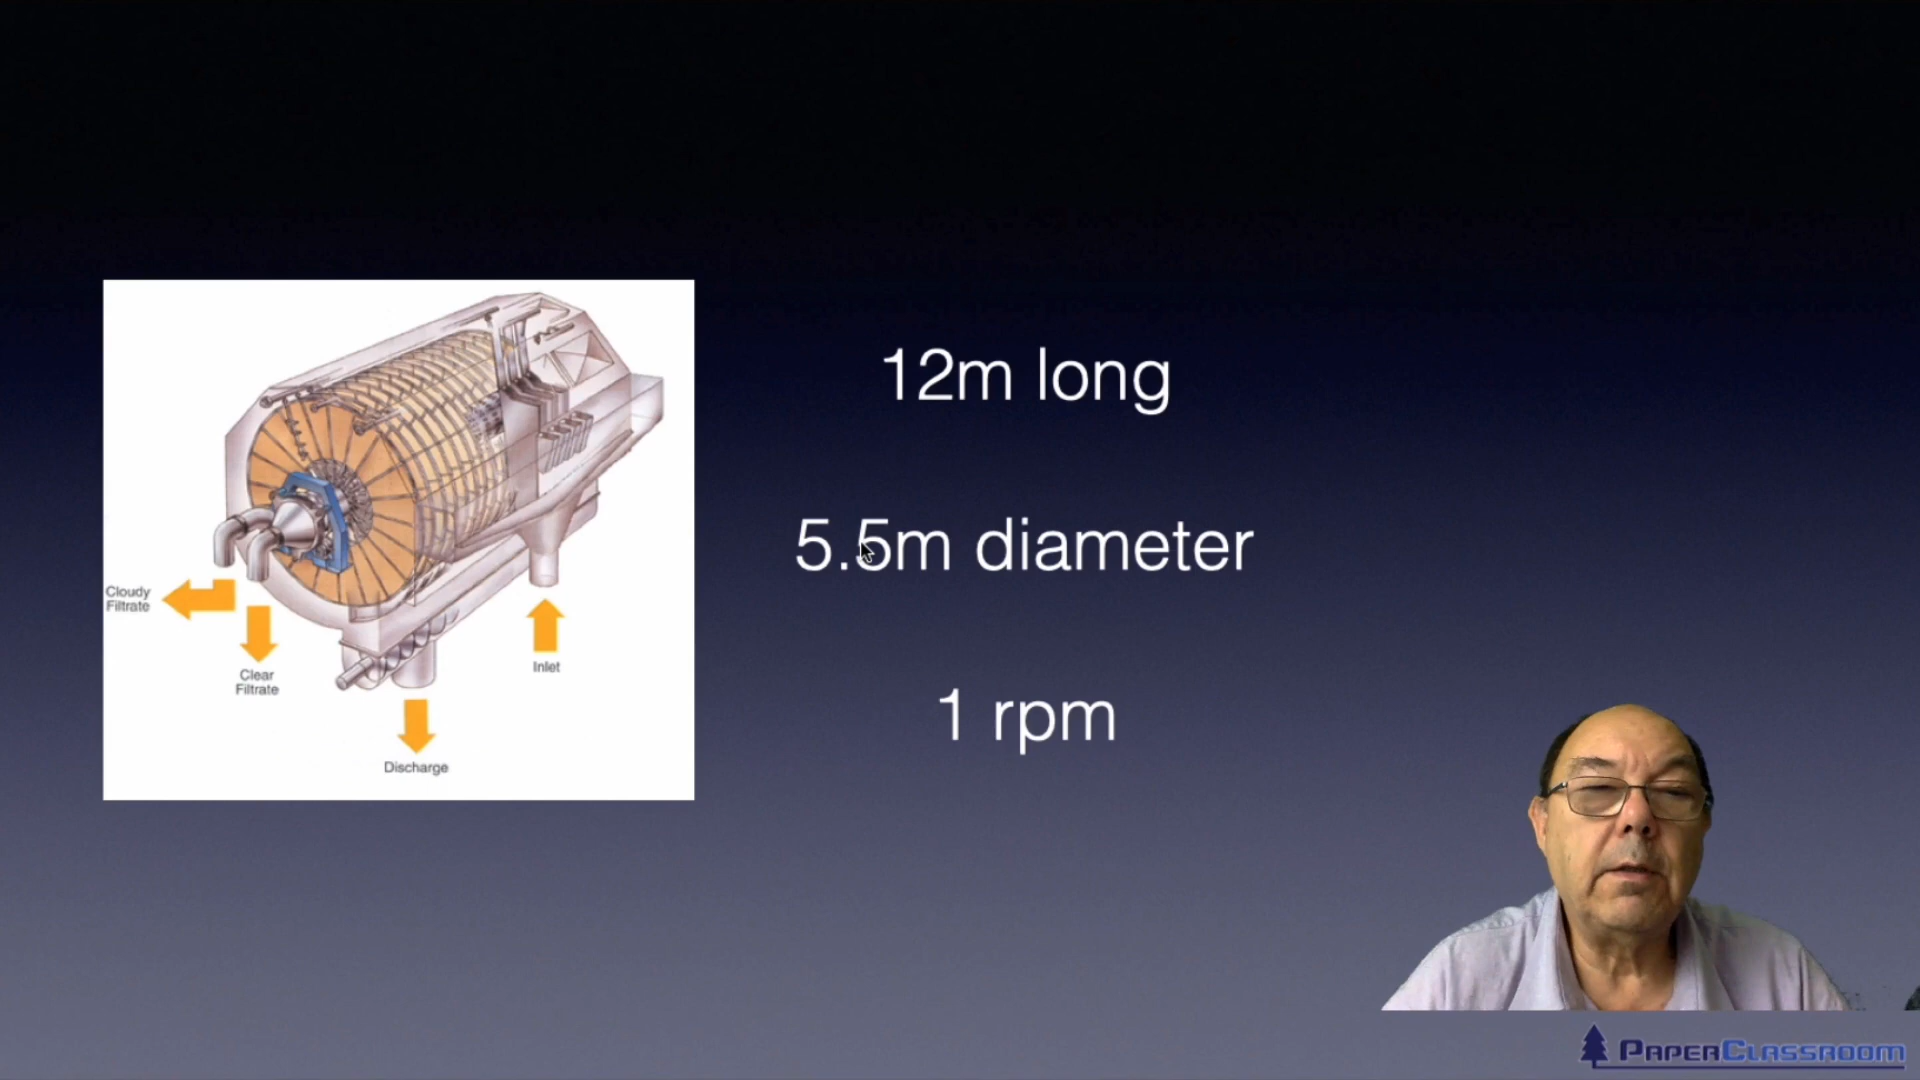 12m long
5.5m diameter
1 rpm
Cloudy
Filtrate
Clear
Filtrate
Inlet
Discharge
PaperClassroom